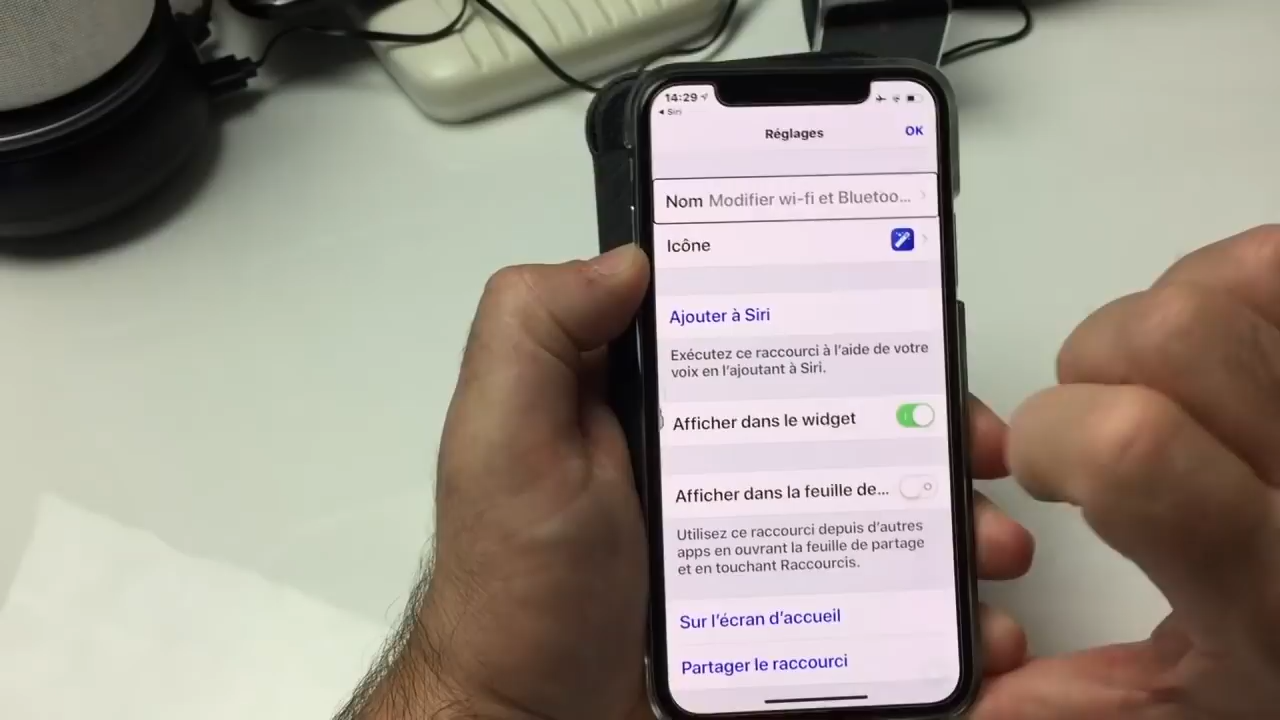 14:29
Siri
Réglages
OK
Nom Modifier wi-fi et Bluetoo...
Icône
Ajouter à Siri
Exécutez ce raccourci à l'aide de votre
voix en l'ajoutant à Siri.
Afficher dans le widget
Afficher dans la feuille de...
Utilisez ce raccourci depuis d'autres
apps en ouvrant la feuille de partage
et en touchant Raccourcis.
Sur l'écran d'accueil
Partager le raccourci